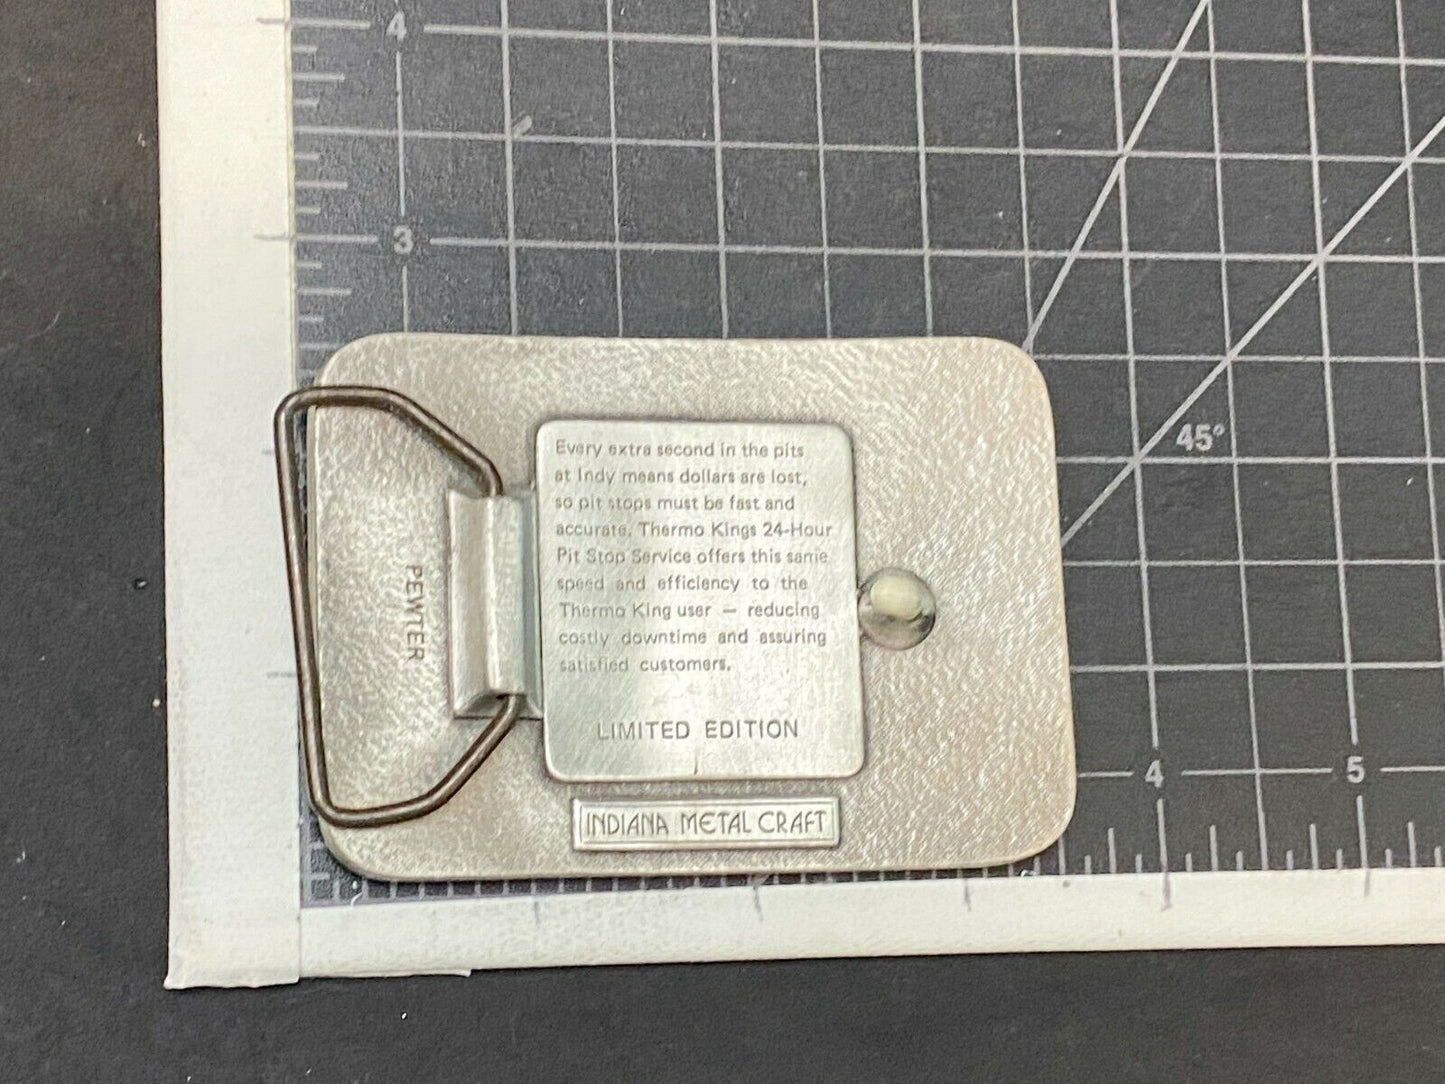 4
3
45°
Every extra second in the pits
at Indy means dollars are lost,
so pit stops must be fast and
accurate. Thermo Kings 24-Hour
Pit Stop Service offers this same
speed and efficiency to the
Thermo King user — reducing
costly downtime and assuring
satisfied customers.
PEWTER
LIMITED EDITION
4 5
INDIANA METAL CRAFT